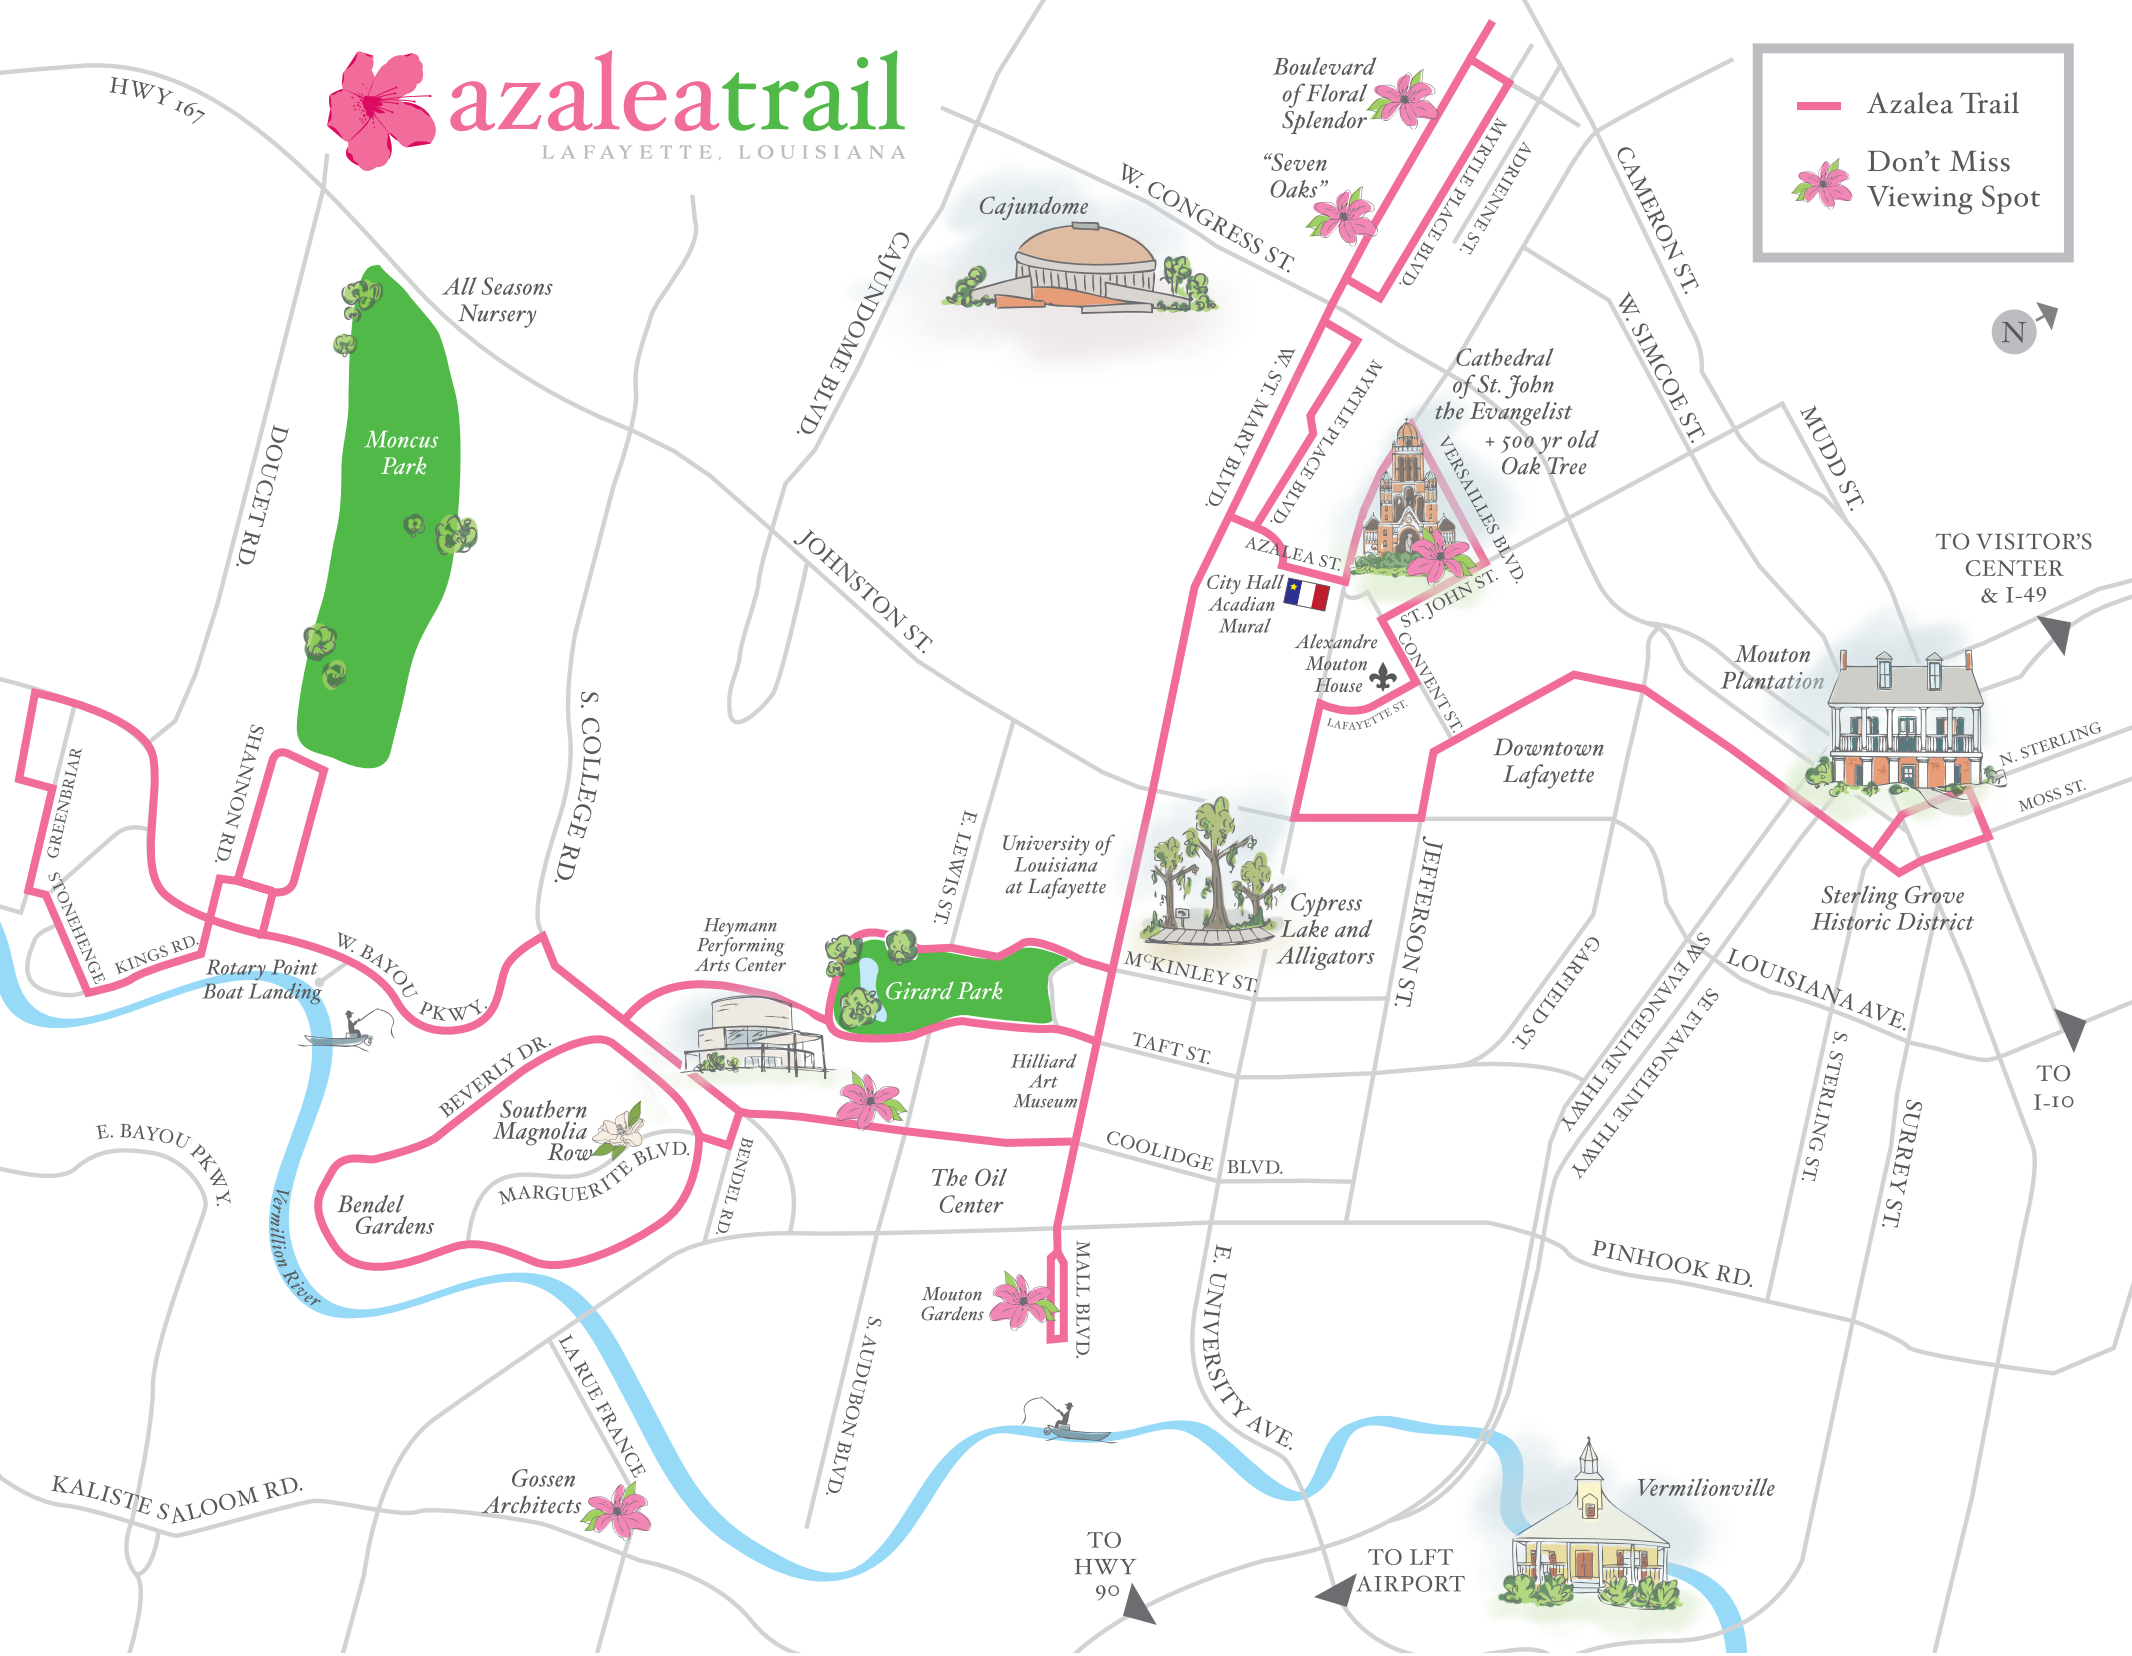 azaleatrail
LAFAYETTE, LOUISIANA
Azalea Trail
Don't Miss
Viewing Spot
N
HWY 167
All Seasons
Nursery
Moncus
Park
DOUCET RD.
Cajundome
CAJUNDOME BLVD.
W. CONGRESS ST.
Boulevard
of Floral
Splendor
"Seven
Oaks"
MYRTLE PLACE BLVD.
ADRIENNE ST.
CAMERON ST.
W. SIMCOE ST.
MUDD ST.
W. ST. MARY BLVD.
MYRTLE PLACE BLVD.
Cathedral
of St. John
the Evangelist
+ 500 yr old
Oak Tree
VERSAILLES BLVD.
AZALEA ST.
City Hall
Acadian
Mural
ST. JOHN ST.
Alexandre
Mouton
House
CONVENT ST.
LAFAYETTE ST.
TO VISITOR'S
CENTER
& I-49
Mouton
Plantation
N. STERLING
MOSS ST.
Downtown
Lafayette
Sterling Grove
Historic District
JOHNSTON ST.
S. COLLEGE RD.
SHANNON RD.
GREENBRIAR
STONEHENGE
KINGS RD.
Rotary Point
Boat Landing
W. BAYOU PKWY.
E. LEWIS ST.
University of
Louisiana
at Lafayette
Cypress
Lake and
Alligators
JEFFERSON ST.
McKINLEY ST.
Heymann
Performing
Arts Center
Girard Park
TAFT ST.
Hilliard
Art
Museum
GARFIELD ST.
SW EVANGELINE THWY
SE EVANGELINE THWY
LOUISIANA AVE.
S. STERLING ST.
SURREY ST.
TO
I-10
BEVERLY DR.
Southern
Magnolia
Row
MARGUERITE BLVD.
BENDEL RD.
Bendel
Gardens
E. BAYOU PKWY.
Vermillion River
The Oil
Center
COOLIDGE BLVD.
PINHOOK RD.
Mouton
Gardens
MALL BLVD.
E. UNIVERSITY AVE.
S. AUDUBON BLVD.
LA RUE FRANCE
Gossen
Architects
KALISTE SALOOM RD.
TO
HWY
90
TO LFT
AIRPORT
Vermilionville